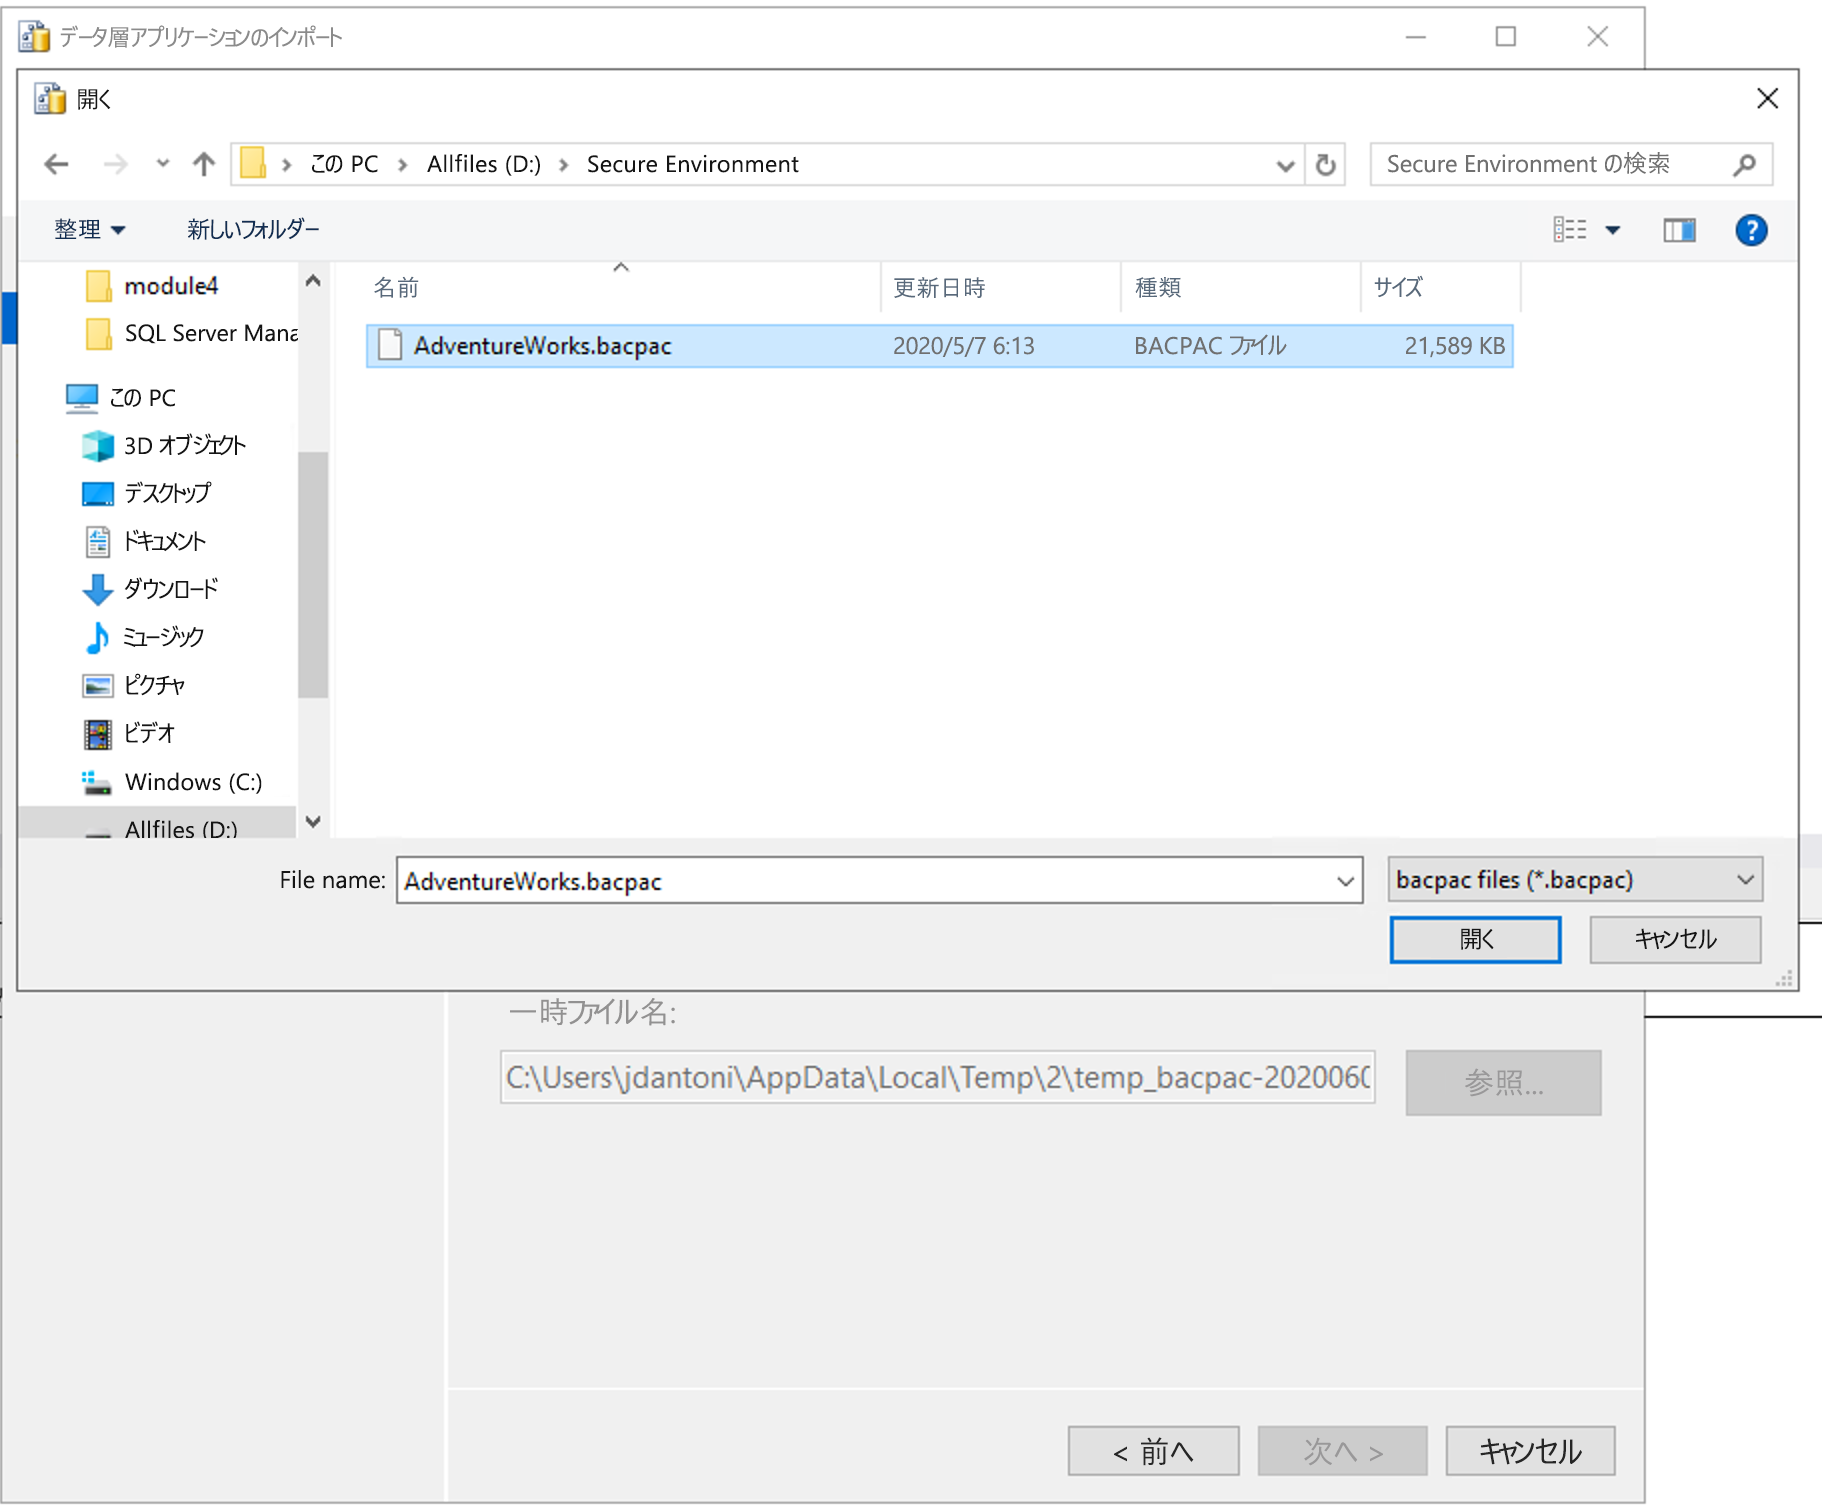 データ層アプリケーションのインポート
開く
この PC > Allfiles (D:) > Secure Environment
Secure Environment の検索
整理
新しいフォルダー
名前 更新日時 種類 サイズ
AdventureWorks.bacpac 2020/5/7 6:13 BACPAC ファイル 21,589 KB
module4
SQL Server Mana
この PC
3D オブジェクト
デスクトップ
ドキュメント
ダウンロード
ミュージック
ピクチャ
ビデオ
Windows (C:)
Allfiles (D:)
File name: AdventureWorks.bacpac
bacpac files (*.bacpac)
開く キャンセル
一時ファイル名:
C:\Users\jdantoni\AppData\Local\Temp\2\temp_bacpac-202006
参照...
< 前へ 次へ > キャンセル